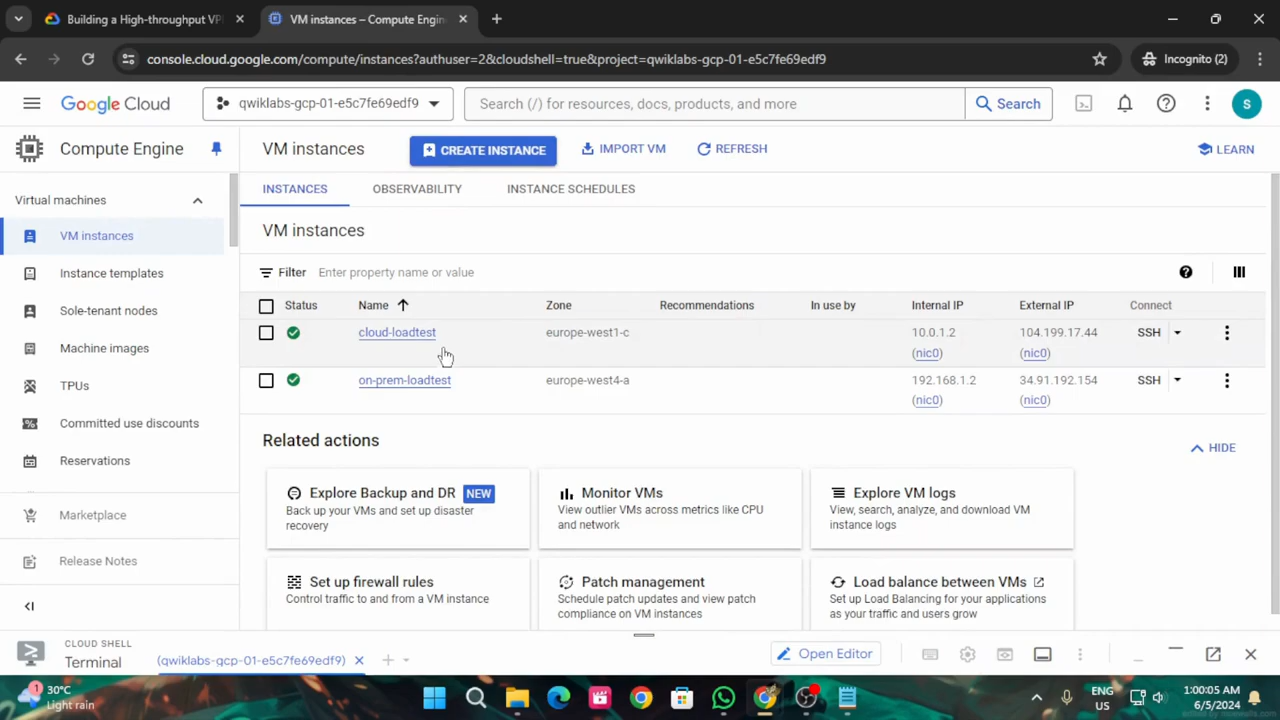 Building a High-throughput VP
VM instances – Compute Engin
console.cloud.google.com/compute/instances?authuser=2&cloudshell=true&project=qwiklabs-gcp-01-e5c7fe69edf9
Incognito (2)
Google Cloud
qwiklabs-gcp-01-e5c7fe69edf9
Search (/) for resources, docs, products, and more
Search
S
Compute Engine
VM instances
CREATE INSTANCE
IMPORT VM
REFRESH
LEARN
Virtual machines
VM instances
Instance templates
Sole-tenant nodes
Machine images
TPUs
Committed use discounts
Reservations
Marketplace
Release Notes
INSTANCES
OBSERVABILITY
INSTANCE SCHEDULES
VM instances
Filter
Enter property name or value
Status Name Zone Recommendations In use by Internal IP External IP Connect
cloud-loadtest europe-west1-c 10.0.1.2 104.199.17.44 SSH
(nic0) (nic0)
on-prem-loadtest europe-west4-a 192.168.1.2 34.91.192.154 SSH
(nic0) (nic0)
Related actions
HIDE
Explore Backup and DR NEW
Back up your VMs and set up disaster
recovery
Monitor VMs
View outlier VMs across metrics like CPU
and network
Explore VM logs
View, search, analyze, and download VM
instance logs
Set up firewall rules
Control traffic to and from a VM instance
Patch management
Schedule patch updates and view patch
compliance on VM instances
Load balance between VMs
Set up Load Balancing for your applications
as your traffic and users grow
CLOUD SHELL
Terminal
(qwiklabs-gcp-01-e5c7fe69edf9)
Open Editor
1
30°C
Light rain
ENG
US
1:00:05 AM
6/5/2024